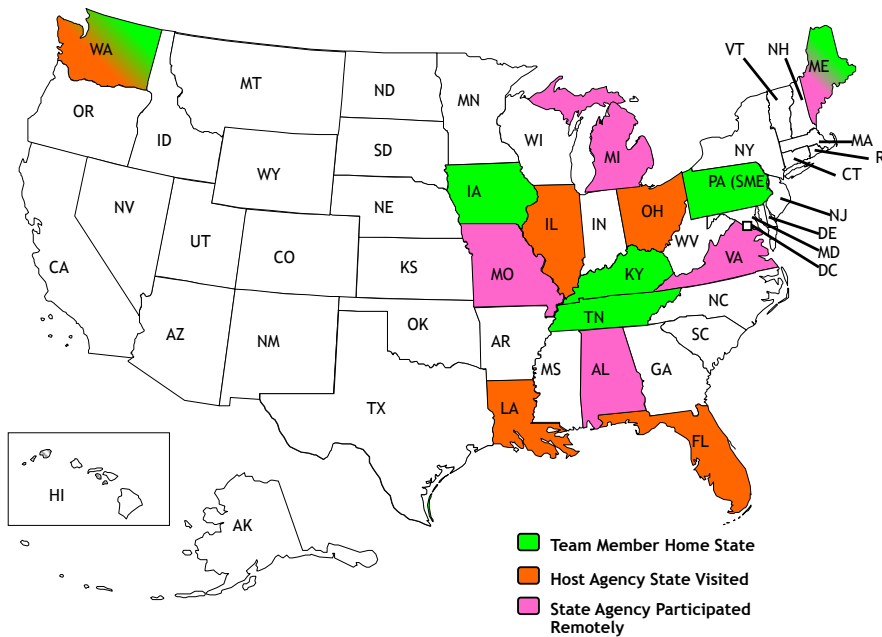 WA
MT
ND
MN
VT
NH
ME
OR
ID
SD
WI
MI
NY
MA
R
CT
WY
IA
PA (SME)
NE
NV
UT
CO
IL
IN
OH
WV
NJ
DE
MD
DC
VA
CA
KS
MO
KY
NC
TN
AZ
NM
OK
AR
SC
MS
AL
GA
TX
LA
FL
HI
AK
Team Member Home State
Host Agency State Visited
State Agency Participated
Remotely